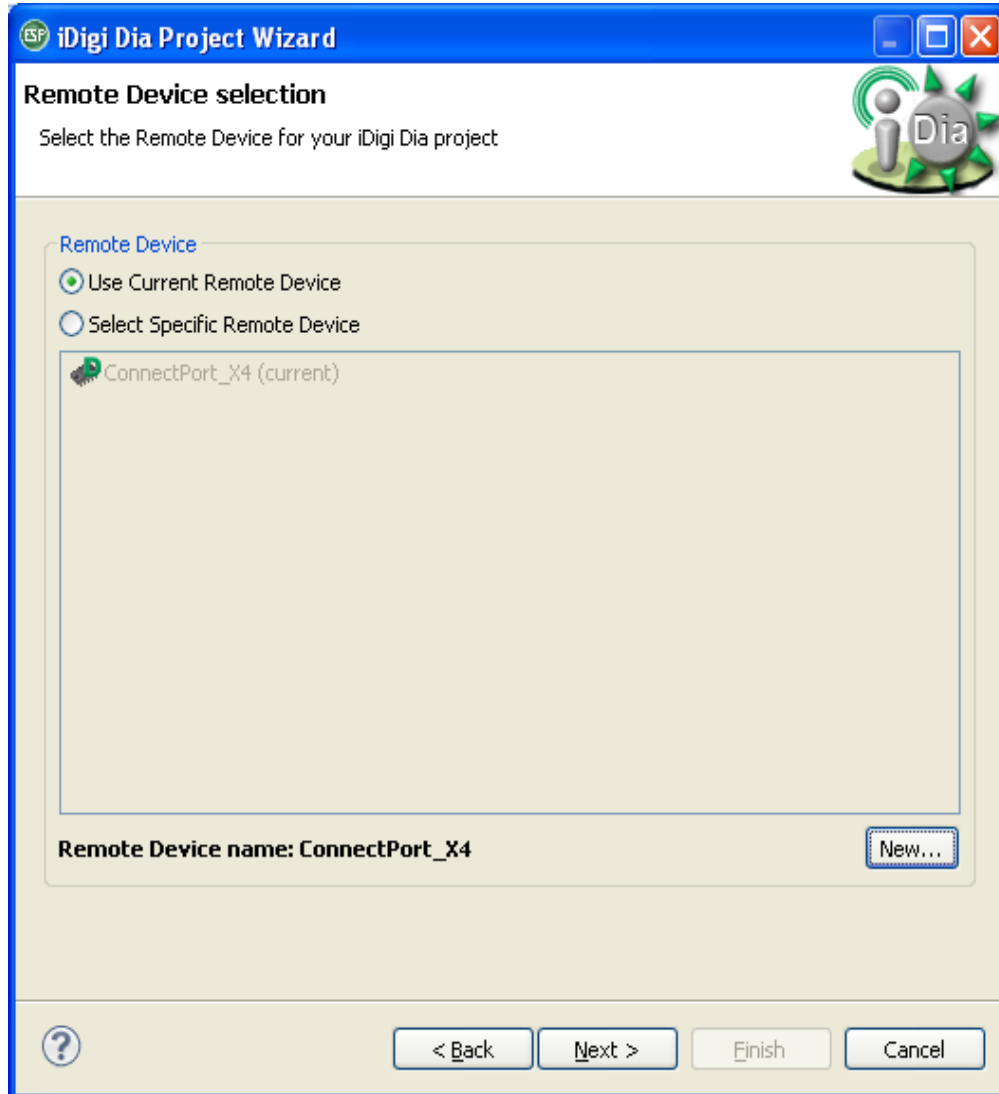 ESP iDigi Dia Project Wizard
Remote Device selection
Select the Remote Device for your iDigi Dia project
Dia
Remote Device
Use Current Remote Device
Select Specific Remote Device
ConnectPort_X4 (current)
Remote Device name: ConnectPort_X4
New...
?
< Back
Next >
Finish
Cancel